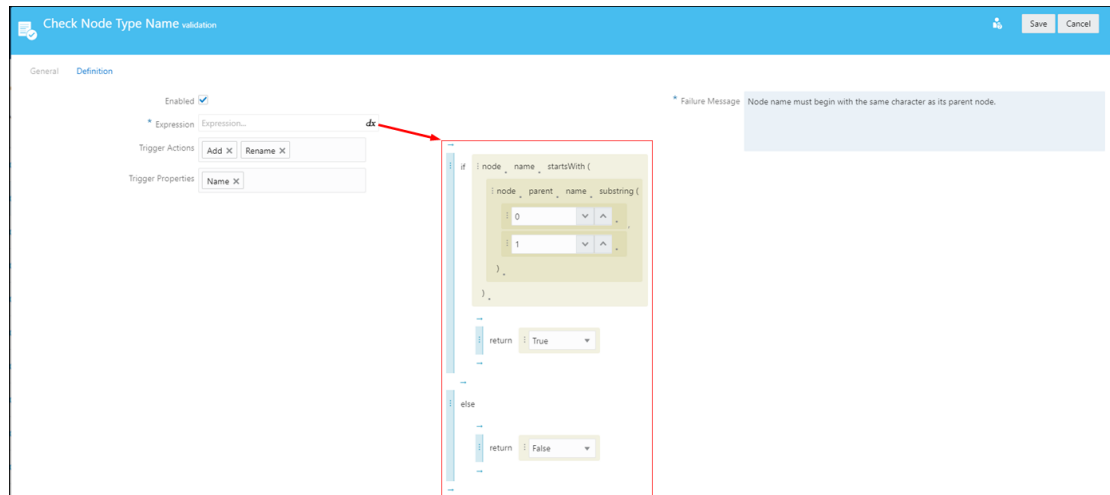 Check Node Type Name validation
Save Cancel
General Definition
Enabled
* Expression Expression... dx
Trigger Actions Add × Rename ×
Trigger Properties Name ×
* Failure Message Node name must begin with the same character as its parent node.
if node . name . startsWith (
node . parent . name . substring (
0
,
1
)
)
return True
else
return False